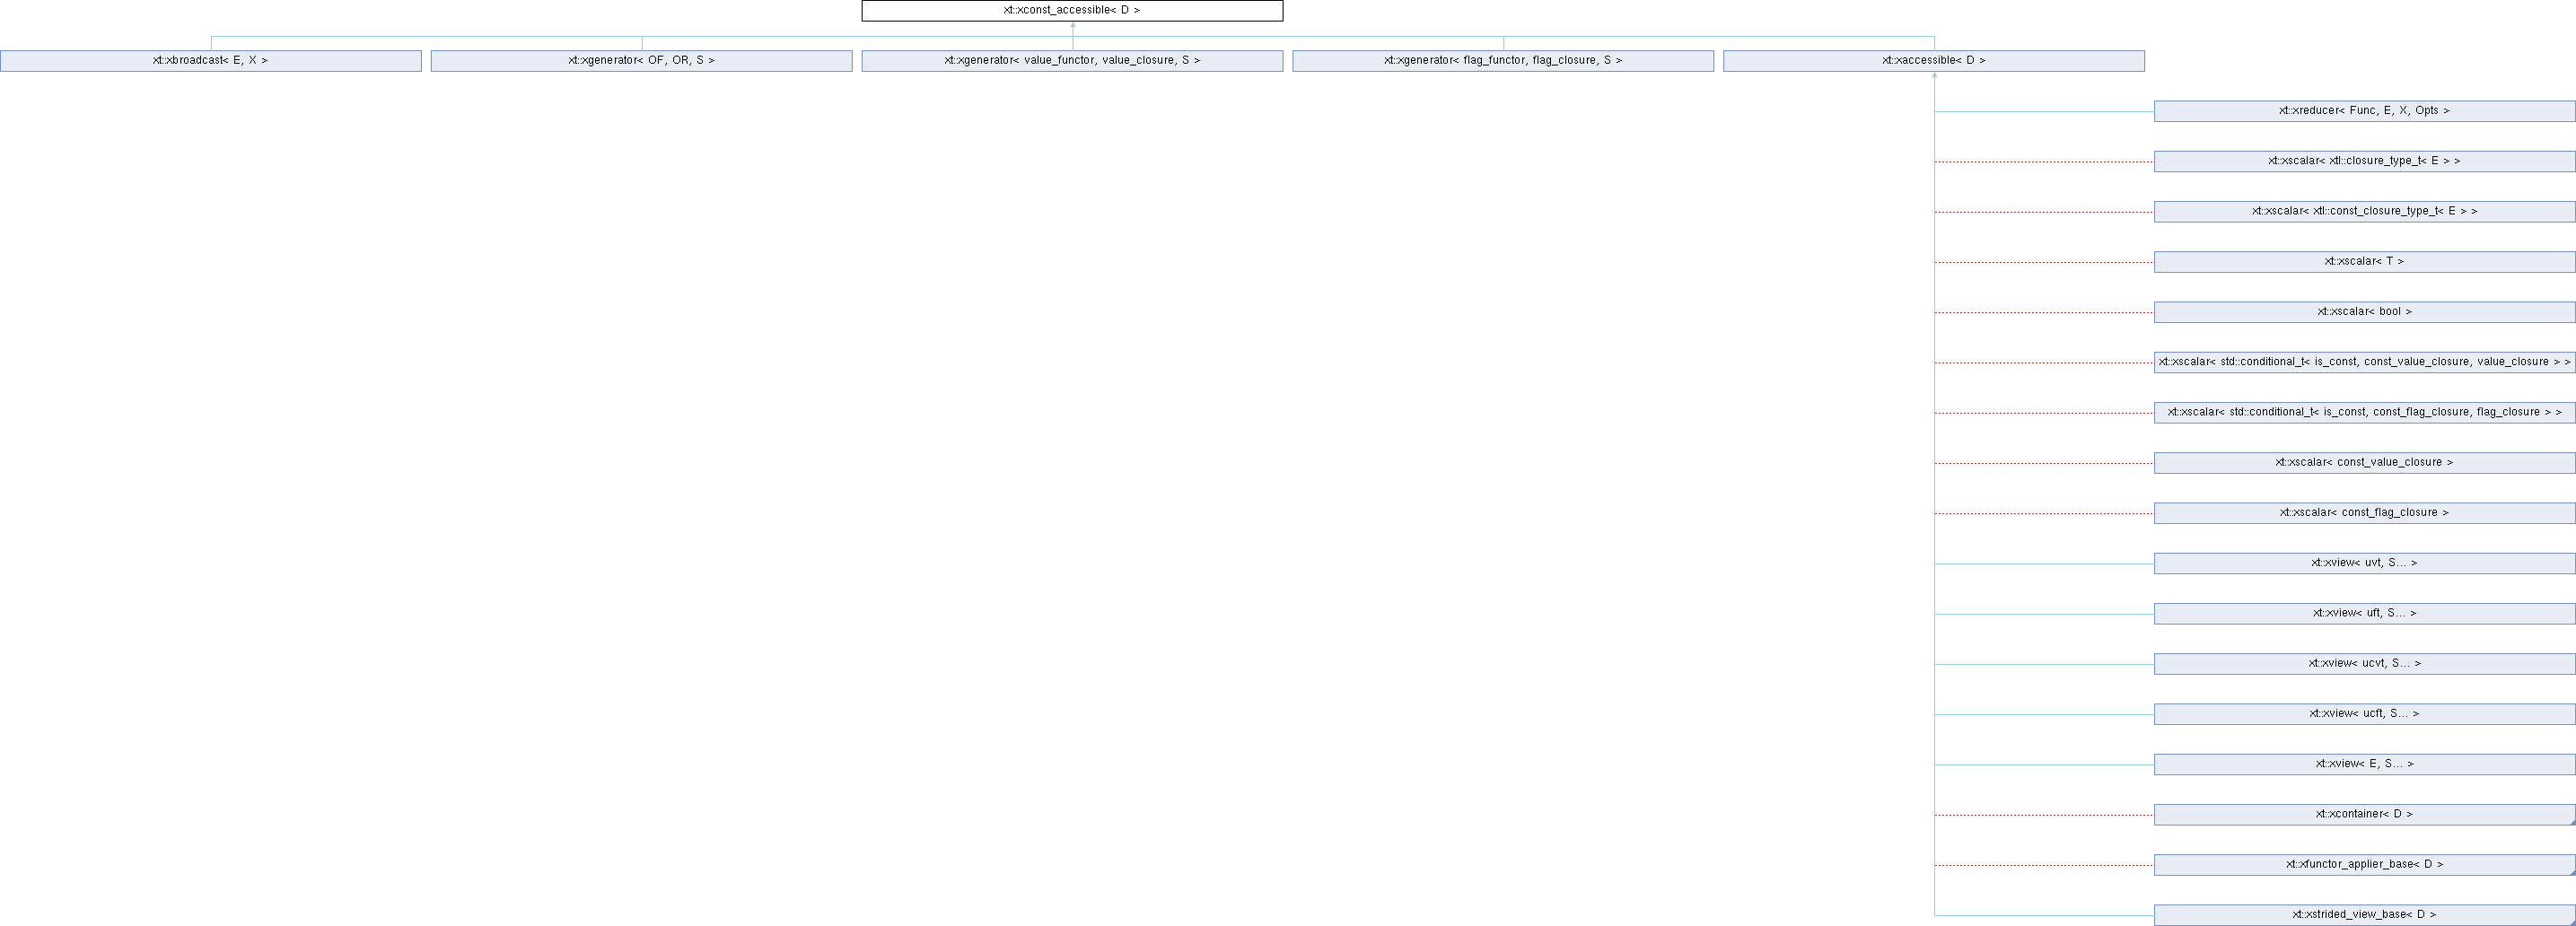 xt::xconst_accessible< D >
xt::xbroadcast< E, X >
xt::xgenerator< OF, OR, S >
xt::xgenerator< value_functor, value_closure, S >
xt::xgenerator< flag_functor, flag_closure, S >
xt::xaccessible< D >
xt::xreducer< Func, E, X, Opts >
xt::xscalar< xtl::closure_type_t< E > >
xt::xscalar< xtl::const_closure_type_t< E > >
xt::xscalar< T >
xt::xscalar< bool >
xt::xscalar< std::conditional_t< is_const, const_value_closure, value_closure > >
xt::xscalar< std::conditional_t< is_const, const_flag_closure, flag_closure > >
xt::xscalar< const_value_closure >
xt::xscalar< const_flag_closure >
xt::xview< uvt, S... >
xt::xview< uft, S... >
xt::xview< ucvt, S... >
xt::xview< ucft, S... >
xt::xview< E, S... >
xt::xcontainer< D >
xt::xfunctor_applier_base< D >
xt::xstrided_view_base< D >